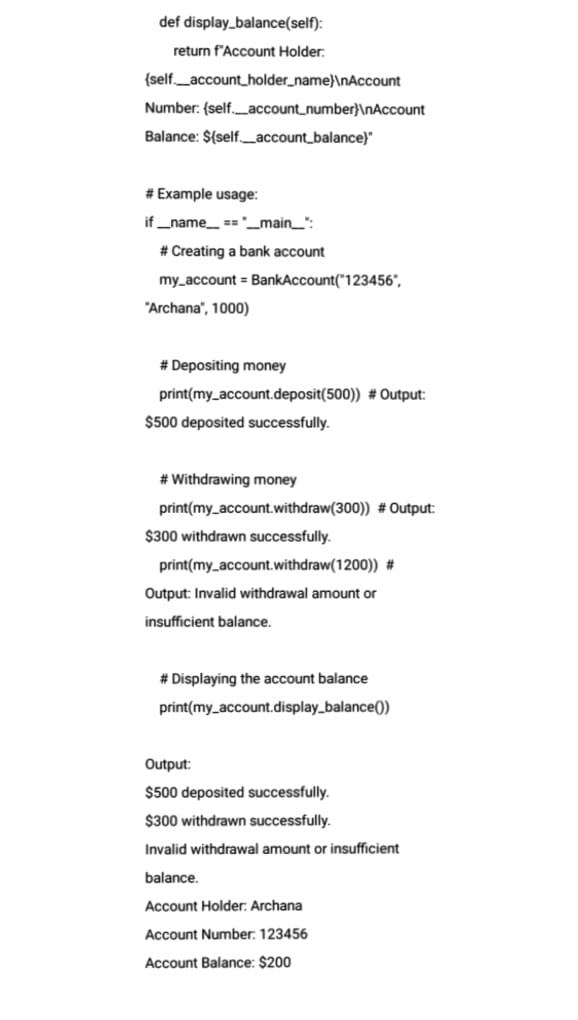 def display_balance(self):
return f"Account Holder:
{self.__account_holder_name}\nAccount
Number: {self.__account_number}\nAccount
Balance: ${self.__account_balance}"
# Example usage:
if __name__ == "__main__":
# Creating a bank account
my_account = BankAccount("123456",
"Archana", 1000)
# Depositing money
print(my_account.deposit(500)) # Output:
$500 deposited successfully.
# Withdrawing money
print(my_account.withdraw(300)) # Output:
$300 withdrawn successfully.
print(my_account.withdraw(1200)) #
Output: Invalid withdrawal amount or
insufficient balance.
# Displaying the account balance
print(my_account.display_balance())
Output:
$500 deposited successfully.
$300 withdrawn successfully.
Invalid withdrawal amount or insufficient
balance.
Account Holder: Archana
Account Number: 123456
Account Balance: $200